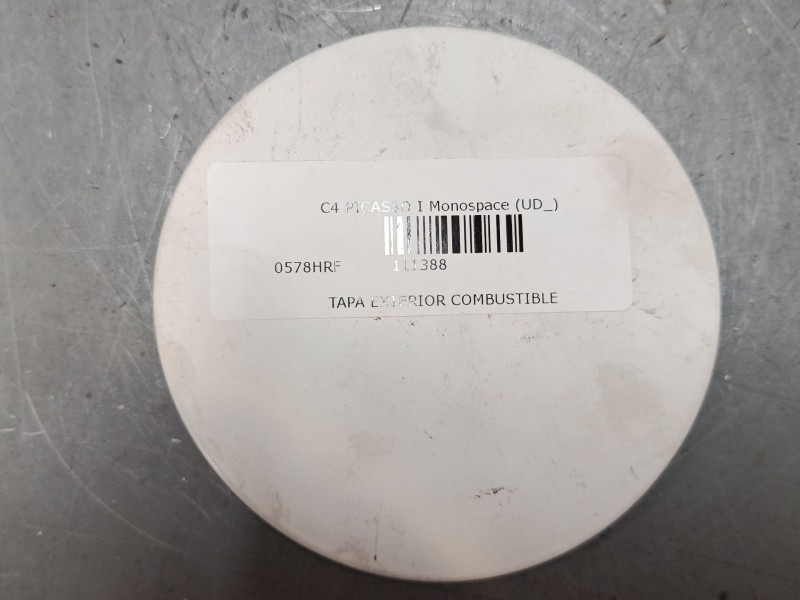 C4 PICASSO I Monospace (UD_)
0578HRF 111388
TAPA EXTERIOR COMBUSTIBLE